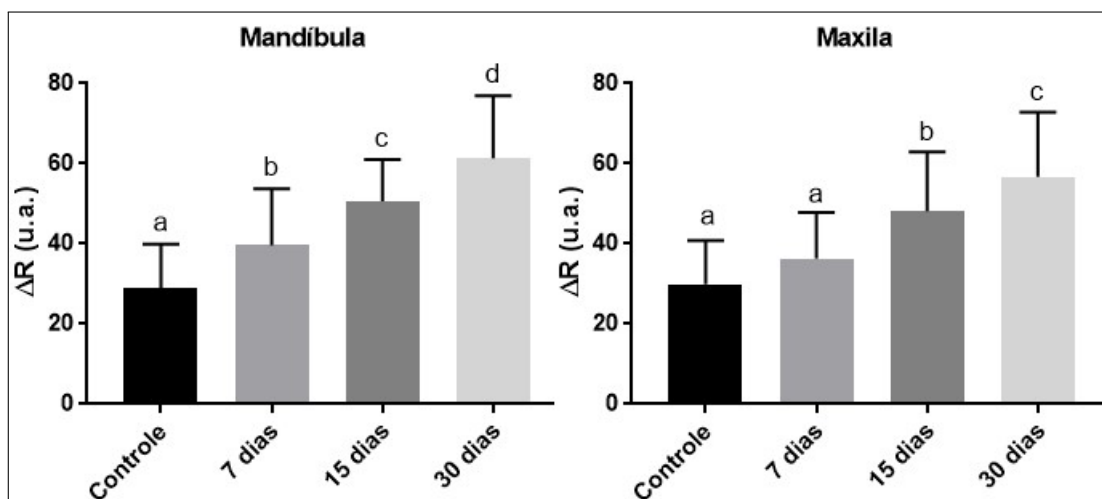 Mandíbula
ΔR (u.a.)
80
60
40
20
0
a
b
c
d
Controle
7 dias
15 dias
30 dias
Maxila
ΔR (u.a.)
80
60
40
20
0
a
a
b
c
Controle
7 dias
15 dias
30 dias